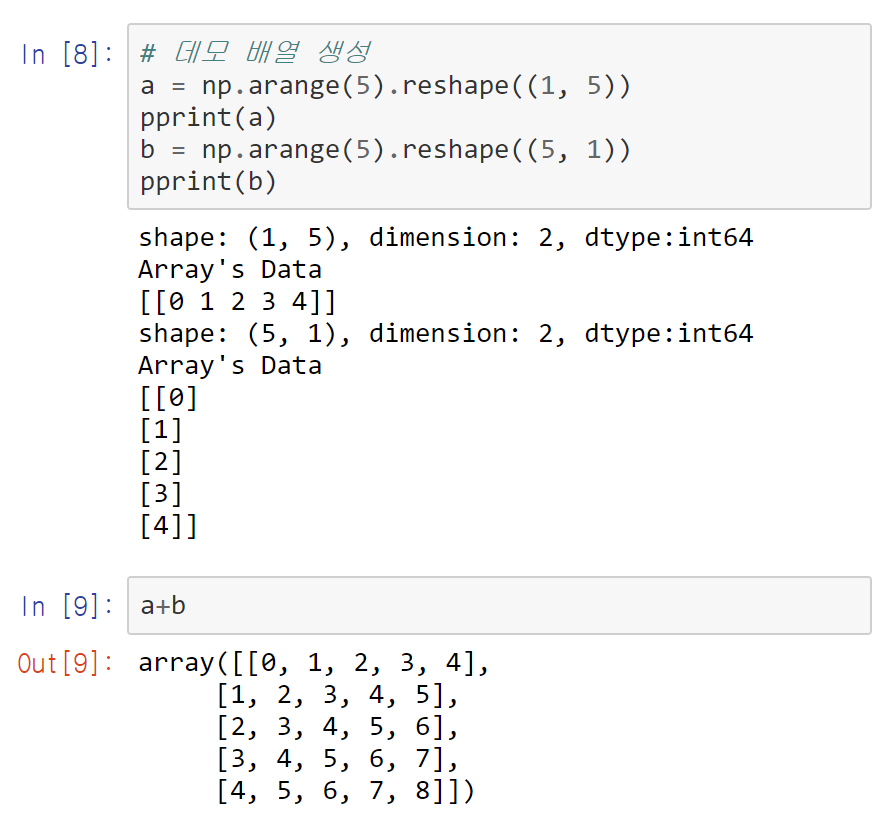 In [8]:
# 데모 배열 생성
a = np.arange(5).reshape((1, 5))
pprint(a)
b = np.arange(5).reshape((5, 1))
pprint(b)
shape: (1, 5), dimension: 2, dtype:int64
Array's Data
[[0 1 2 3 4]]
shape: (5, 1), dimension: 2, dtype:int64
Array's Data
[[0]
[1]
[2]
[3]
[4]]
In [9]:
a+b
Out[9]:
array([[0, 1, 2, 3, 4],
[1, 2, 3, 4, 5],
[2, 3, 4, 5, 6],
[3, 4, 5, 6, 7],
[4, 5, 6, 7, 8]])